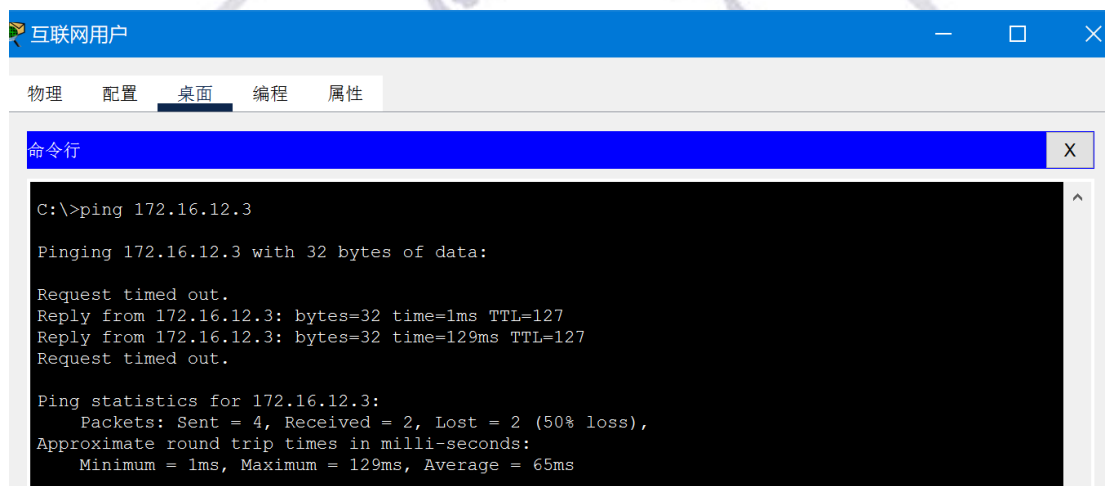 互联网用户
物理 配置 桌面 编程 属性
命令行 X
C:\>ping 172.16.12.3
Pinging 172.16.12.3 with 32 bytes of data:
Request timed out.
Reply from 172.16.12.3: bytes=32 time=1ms TTL=127
Reply from 172.16.12.3: bytes=32 time=129ms TTL=127
Request timed out.
Ping statistics for 172.16.12.3:
Packets: Sent = 4, Received = 2, Lost = 2 (50% loss),
Approximate round trip times in milli-seconds:
Minimum = 1ms, Maximum = 129ms, Average = 65ms